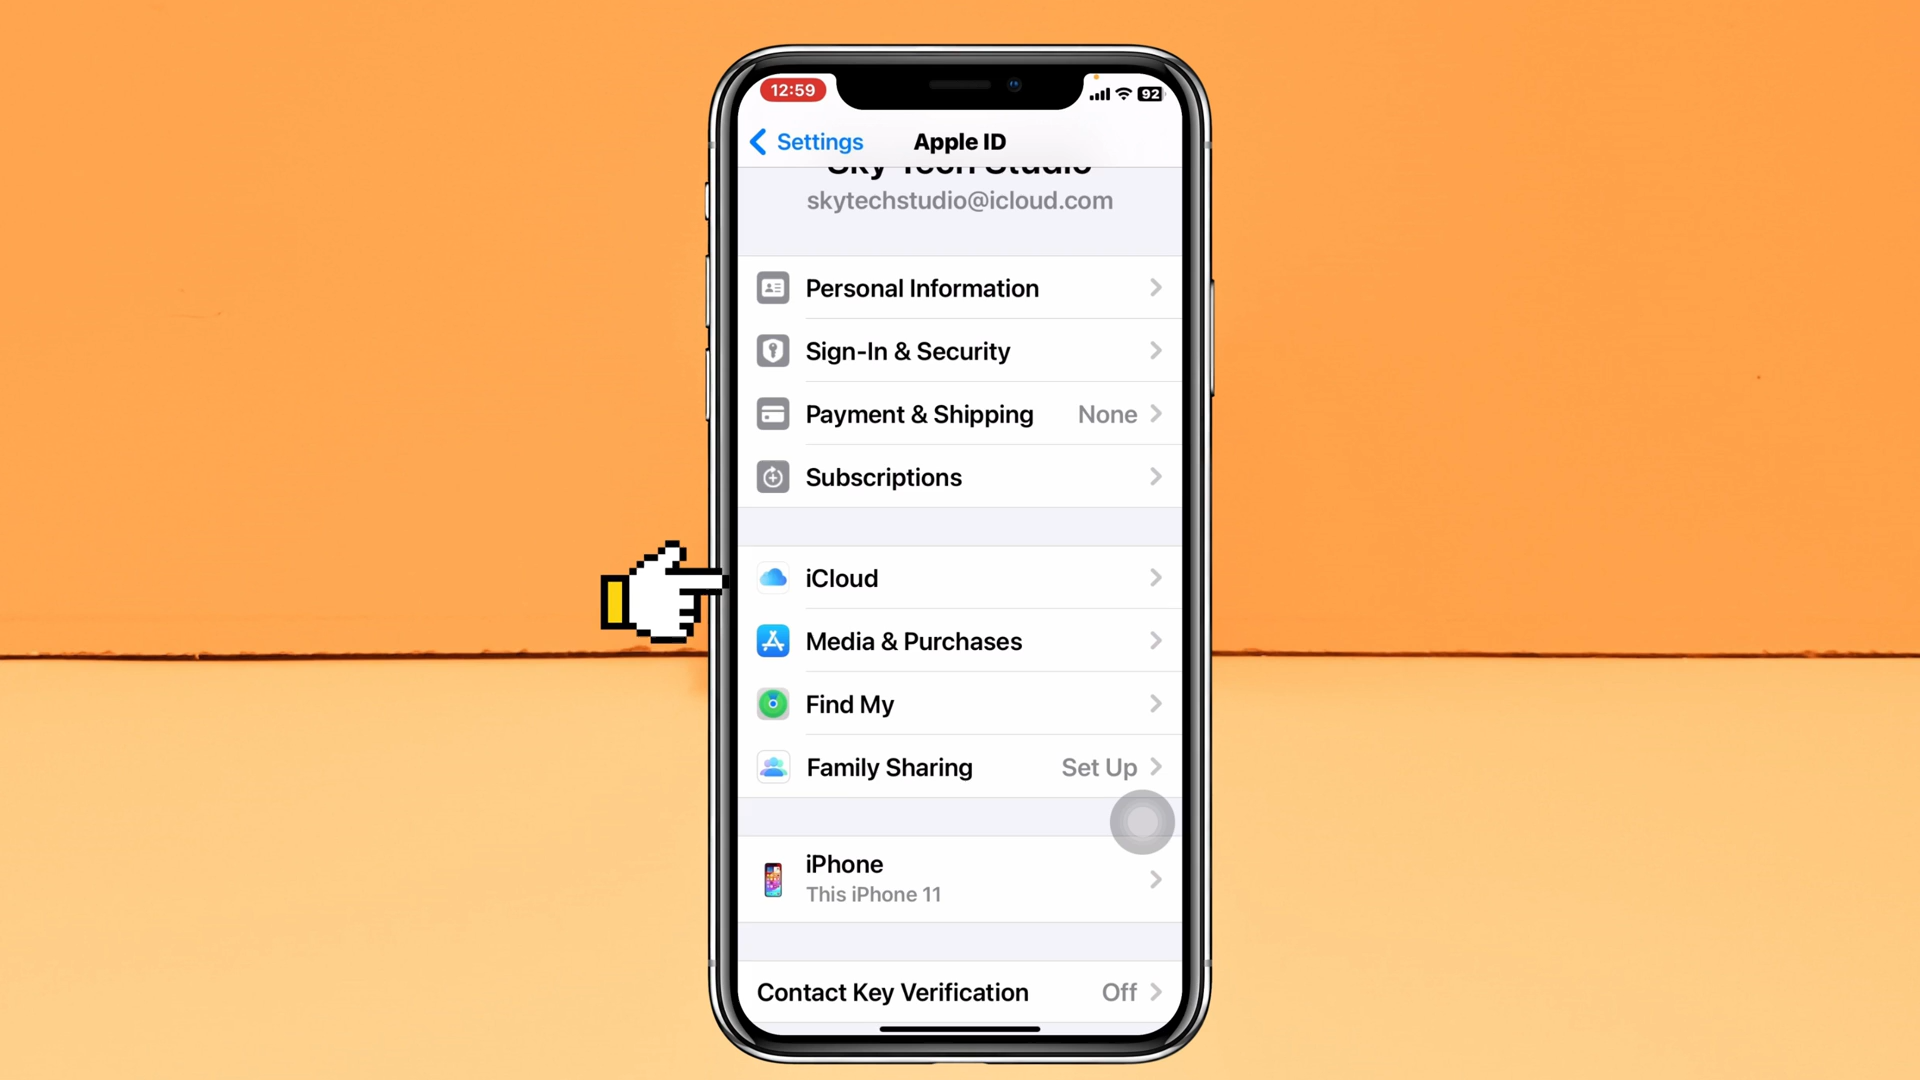 12:59
92
Settings
Apple ID
Sky Tech Studio
skytechstudio@icloud.com
Personal Information
Sign-In & Security
Payment & Shipping
None
Subscriptions
iCloud
Media & Purchases
Find My
Family Sharing
Set Up
iPhone
This iPhone 11
Contact Key Verification
Off